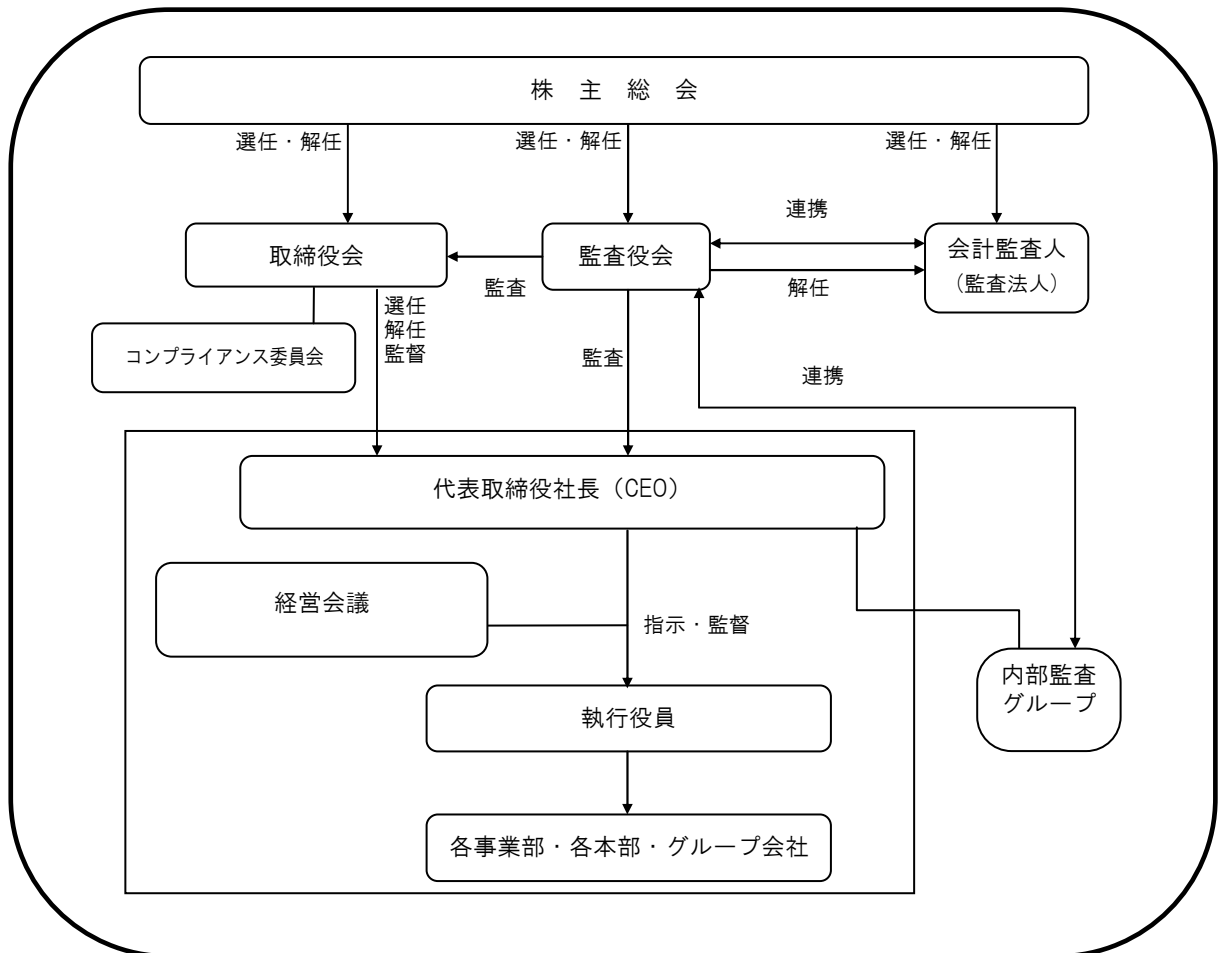 株 主 総 会
選任・解任
選任・解任
選任・解任
連携
取締役会
監査役会
会計監査人
（監査法人）
監査
解任
選任
解任
監督
コンプライアンス委員会
監査
連携
代表取締役社長（CEO）
経営会議
指示・監督
内部監査
グループ
執行役員
各事業部・各本部・グループ会社